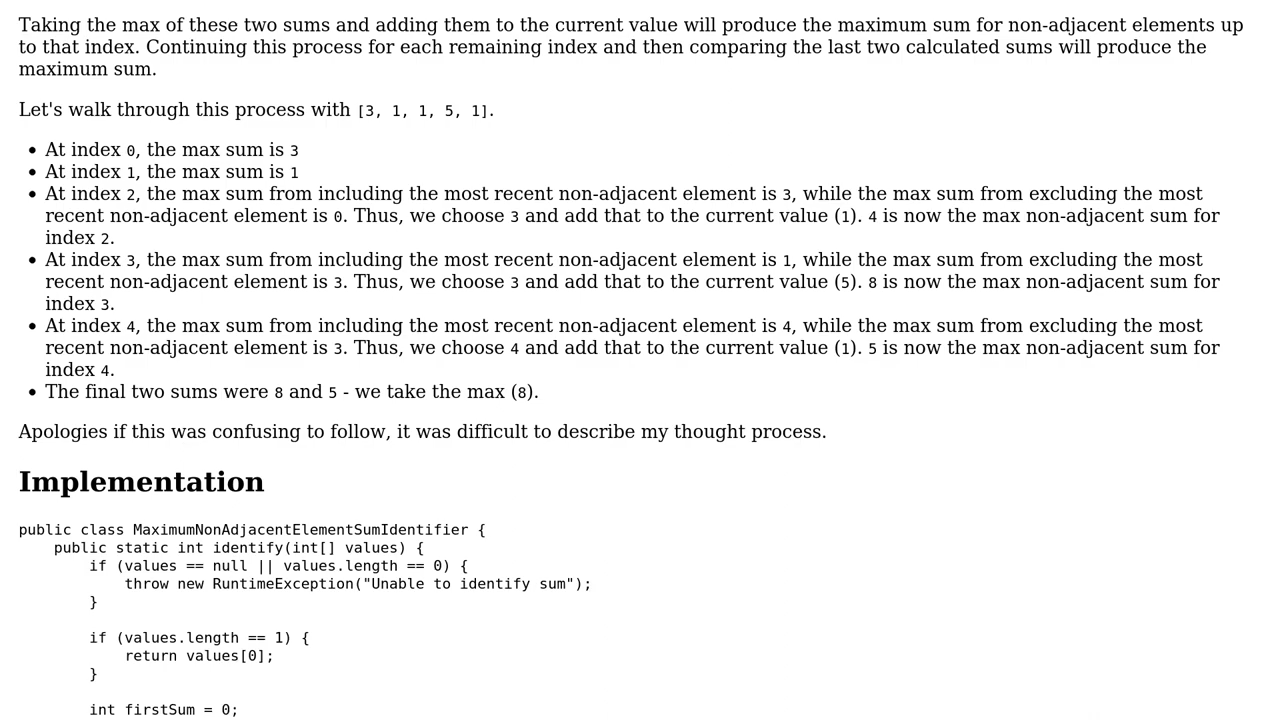 Taking the max of these two sums and adding them to the current value will produce the maximum sum for non-adjacent elements up
to that index. Continuing this process for each remaining index and then comparing the last two calculated sums will produce the
maximum sum.
Let's walk through this process with [3, 1, 1, 5, 1].
• At index 0, the max sum is 3
• At index 1, the max sum is 1
• At index 2, the max sum from including the most recent non-adjacent element is 3, while the max sum from excluding the most
recent non-adjacent element is 0. Thus, we choose 3 and add that to the current value (1). 4 is now the max non-adjacent sum for
index 2.
• At index 3, the max sum from including the most recent non-adjacent element is 1, while the max sum from excluding the most
recent non-adjacent element is 3. Thus, we choose 3 and add that to the current value (5). 8 is now the max non-adjacent sum for
index 3.
• At index 4, the max sum from including the most recent non-adjacent element is 4, while the max sum from excluding the most
recent non-adjacent element is 3. Thus, we choose 4 and add that to the current value (1). 5 is now the max non-adjacent sum for
index 4.
• The final two sums were 8 and 5 - we take the max (8).
Apologies if this was confusing to follow, it was difficult to describe my thought process.
Implementation
public class MaximumNonAdjacentElementSumIdentifier {
    public static int identify(int[] values) {
        if (values == null || values.length == 0) {
            throw new RuntimeException("Unable to identify sum");
        }
        if (values.length == 1) {
            return values[0];
        }
        int firstSum = 0;